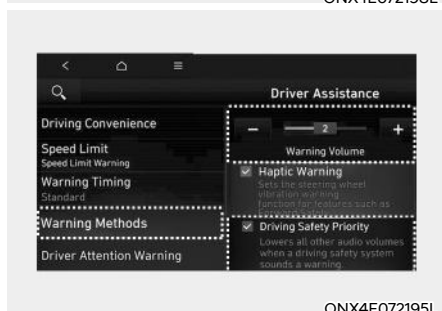 Driver Assistance
Driving Convenience
Speed Limit
Speed Limit Warning
Warning Timing
Standard
Warning Methods
Driver Attention Warning
− 2 +
Warning Volume
Haptic Warning
Sets the steering wheel
vibration warning
function for features such as
Driving Safety Priority
Lowers all other audio volumes
when a driving safety system
sounds a warning.